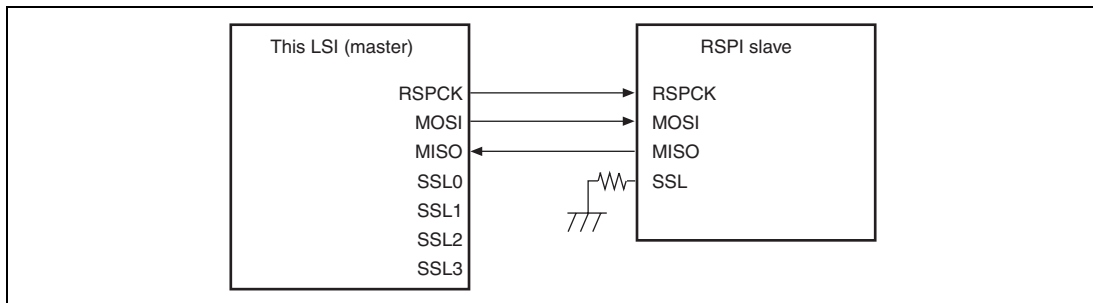 This LSI (master)
RSPCK
MOSI
MISO
SSL0
SSL1
SSL2
SSL3
RSPI slave
RSPCK
MOSI
MISO
SSL